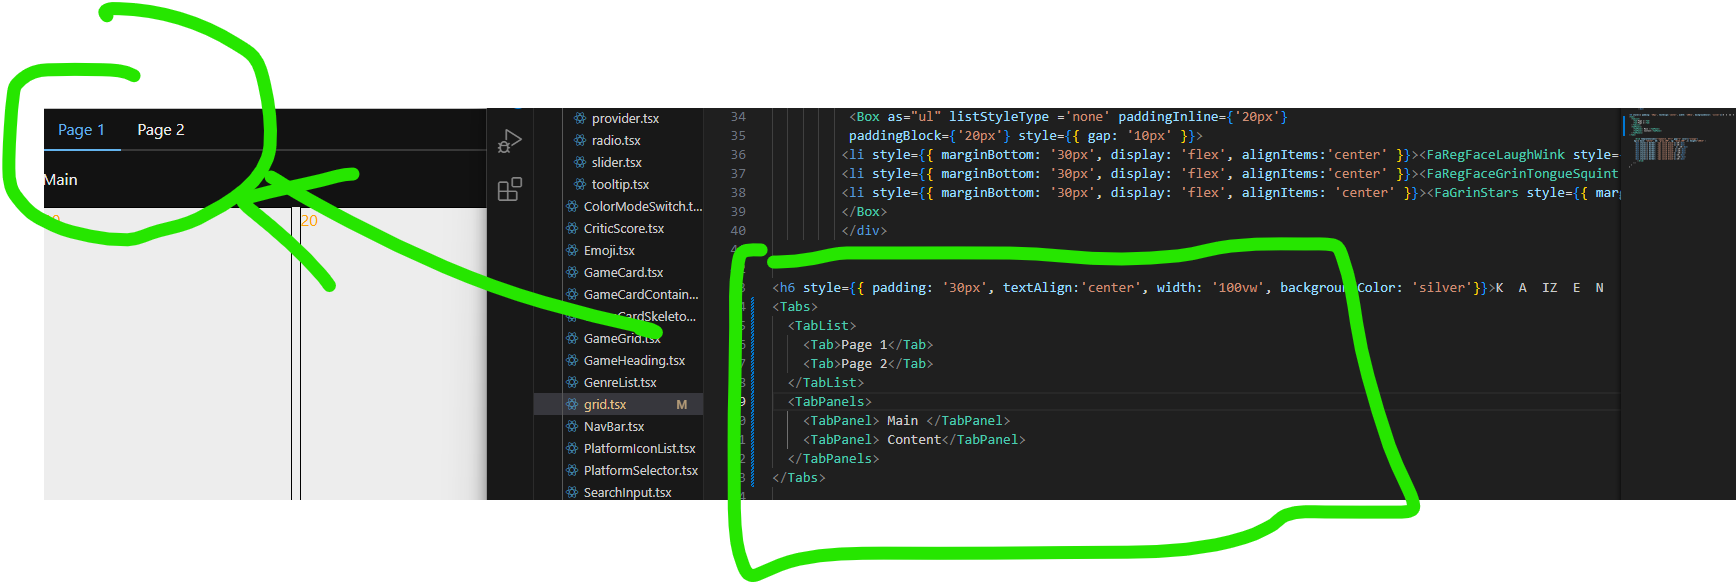 Page 1 Page 2
Main
20
provider.tsx
radio.tsx
slider.tsx
tooltip.tsx
ColorModeSwitch.t...
CriticScore.tsx
Emoji.tsx
GameCard.tsx
GameCardContain...
CardSkeleto...
GameGrid.tsx
GameHeading.tsx
GenreList.tsx
grid.tsx M
NavBar.tsx
PlatformIconList.tsx
PlatformSelector.tsx
SearchInput.tsx
34 <Box as="ul" listStyleType ='none' paddingInline={'20px'}
35 paddingBlock={'20px'} style={{ gap: '10px' }}>
36 <li style={{ marginBottom: '30px', display: 'flex', alignItems:'center' }}><FaRegFaceLaughWink style=
37 <li style={{ marginBottom: '30px', display: 'flex', alignItems: 'center' }}><FaRegFaceGrinTongueSquint
38 <li style={{ marginBottom: '30px', display: 'flex', alignItems: 'center' }}><FaGrinStars style={{ mar
39 </Box>
40 </div>
<h6 style={{ padding: '30px', textAlign:'center', width: '100vw', backgroundColor: 'silver'}}>K A IZ E N
<Tabs>
<TabList>
<Tab>Page 1</Tab>
<Tab>Page 2</Tab>
</TabList>
<TabPanels>
<TabPanel> Main </TabPanel>
<TabPanel> Content</TabPanel>
</TabPanels>
</Tabs>